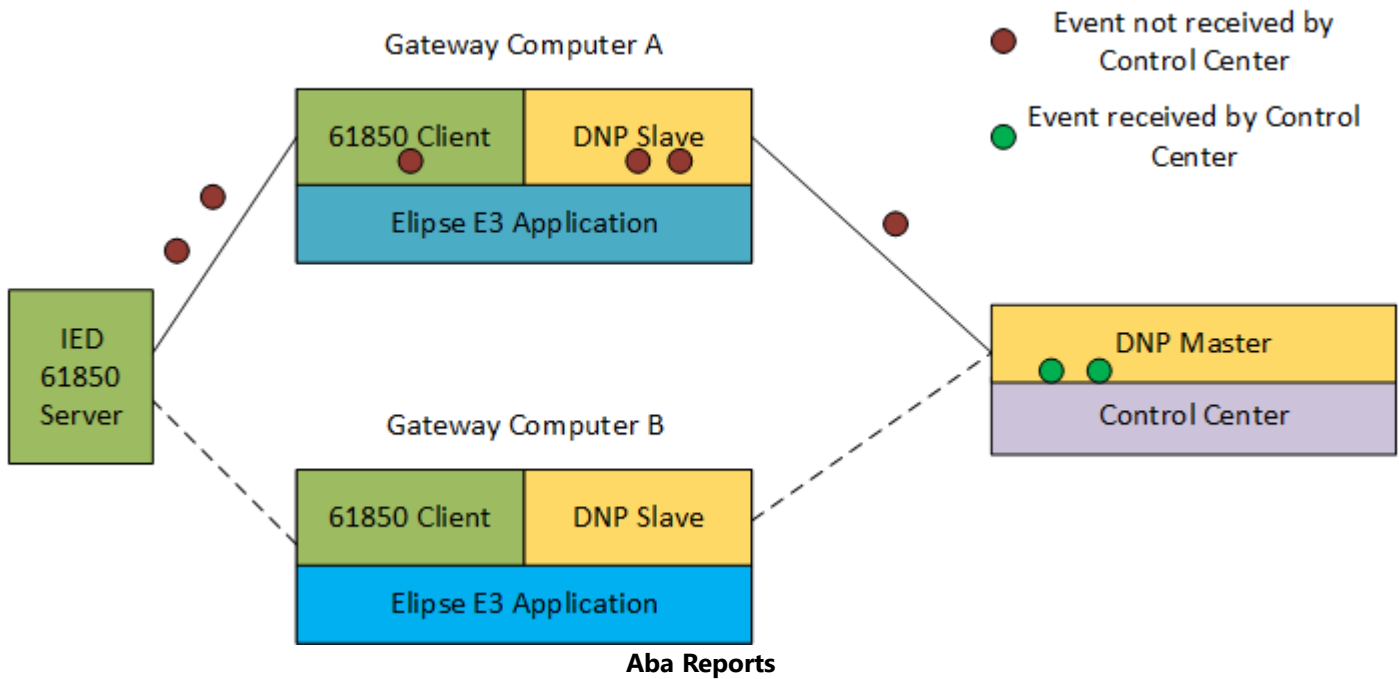 Gateway Computer A
Event not received by
Control Center
Event received by Control
Center
61850 Client
DNP Slave
Elipse E3 Application
IED
61850
Server
DNP Master
Control Center
Gateway Computer B
61850 Client
DNP Slave
Elipse E3 Application
Aba Reports